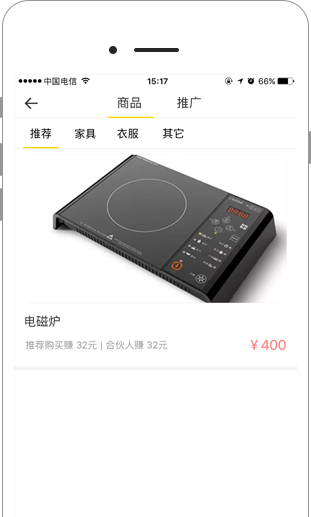 中国电信 15:17 66%
商品 推广
推荐 家具 衣服 其它
电磁炉
推荐购买赚 32元 | 合伙人赚 32元 ￥400